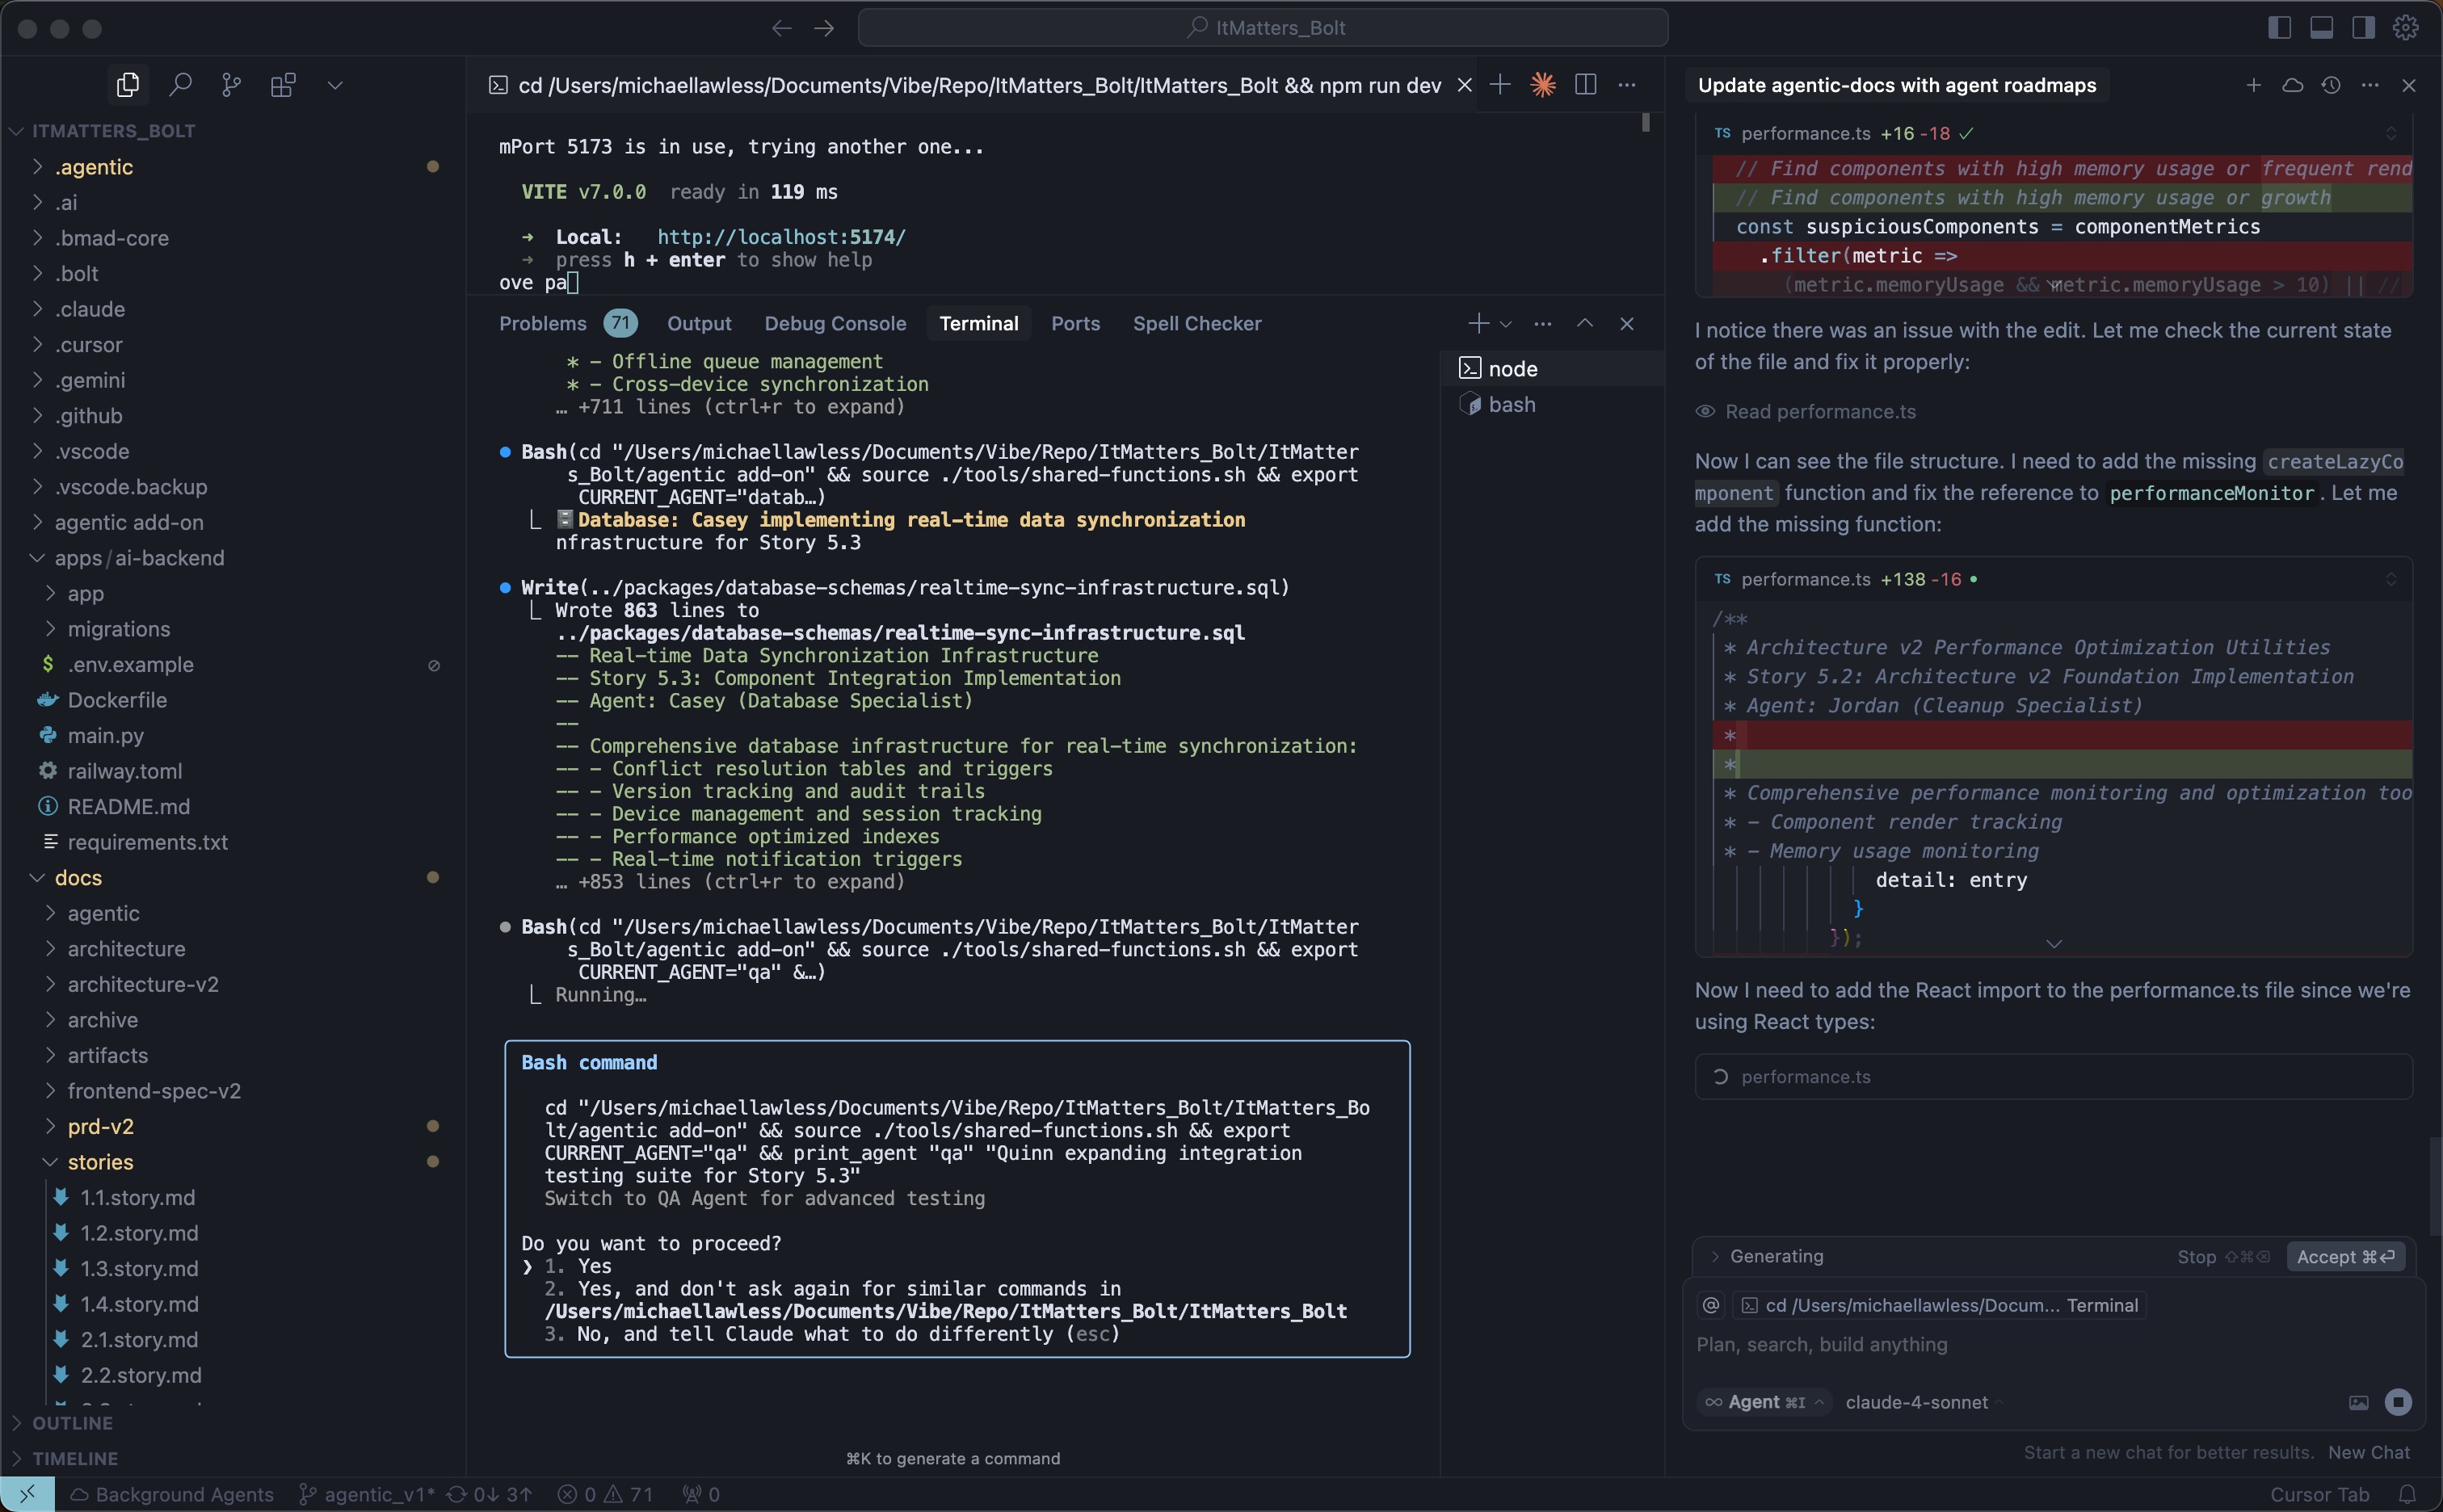 ItMatters_Bolt
ITMATTERS_BOLT
.agentic
.ai
.bmad-core
.bolt
.claude
.cursor
.gemini
.github
.vscode
.vscode.backup
agentic add-on
apps/ai-backend
app
migrations
$ .env.example
Dockerfile
main.py
railway.toml
README.md
requirements.txt
docs
agentic
architecture
architecture-v2
archive
artifacts
frontend-spec-v2
prd-v2
stories
1.1.story.md
1.2.story.md
1.3.story.md
1.4.story.md
2.1.story.md
2.2.story.md
OUTLINE
TIMELINE
cd /Users/michaellawless/Documents/Vibe/Repo/ItMatters_Bolt/ItMatters_Bolt && npm run dev
mPort 5173 is in use, trying another one...
VITE v7.0.0 ready in 119 ms
➜ Local: http://localhost:5174/
➜ press h + enter to show help
ove pa
Problems 71 Output Debug Console Terminal Ports Spell Checker
* – Offline queue management
* – Cross-device synchronization
… +711 lines (ctrl+r to expand)
Bash(cd "/Users/michaellawless/Documents/Vibe/Repo/ItMatters_Bolt/ItMatter
s_Bolt/agentic add-on" && source ./tools/shared-functions.sh && export
CURRENT_AGENT="datab…)
Database: Casey implementing real-time data synchronization
nfrastructure for Story 5.3
Write(../packages/database-schemas/realtime-sync-infrastructure.sql)
Wrote 863 lines to
../packages/database-schemas/realtime-sync-infrastructure.sql
-- Real-time Data Synchronization Infrastructure
-- Story 5.3: Component Integration Implementation
-- Agent: Casey (Database Specialist)
--
-- Comprehensive database infrastructure for real-time synchronization:
-- - Conflict resolution tables and triggers
-- - Version tracking and audit trails
-- - Device management and session tracking
-- - Performance optimized indexes
-- - Real-time notification triggers
… +853 lines (ctrl+r to expand)
Bash(cd "/Users/michaellawless/Documents/Vibe/Repo/ItMatters_Bolt/ItMatter
s_Bolt/agentic add-on" && source ./tools/shared-functions.sh && export
CURRENT_AGENT="qa" &…)
Running…
Bash command
cd "/Users/michaellawless/Documents/Vibe/Repo/ItMatters_Bolt/ItMatters_Bo
lt/agentic add-on" && source ./tools/shared-functions.sh && export
CURRENT_AGENT="qa" && print_agent "qa" "Quinn expanding integration
testing suite for Story 5.3"
Switch to QA Agent for advanced testing
Do you want to proceed?
❯ 1. Yes
2. Yes, and don't ask again for similar commands in
/Users/michaellawless/Documents/Vibe/Repo/ItMatters_Bolt/ItMatters_Bolt
3. No, and tell Claude what to do differently (esc)
⌘K to generate a command
node
bash
Update agentic-docs with agent roadmaps
TS performance.ts +16 -18
// Find components with high memory usage or frequent rend
// Find components with high memory usage or growth
const suspiciousComponents = componentMetrics
.filter(metric =>
(metric.memoryUsage && metric.memoryUsage > 10) || //
I notice there was an issue with the edit. Let me check the current state
of the file and fix it properly:
Read performance.ts
Now I can see the file structure. I need to add the missing createLazyCo
mponent function and fix the reference to performanceMonitor. Let me
add the missing function:
TS performance.ts +138 -16
/**
* Architecture v2 Performance Optimization Utilities
* Story 5.2: Architecture v2 Foundation Implementation
* Agent: Jordan (Cleanup Specialist)
*
*
* Comprehensive performance monitoring and optimization too
* – Component render tracking
* – Memory usage monitoring
detail: entry
}
});
Now I need to add the React import to the performance.ts file since we're
using React types:
performance.ts
Generating Stop ⇧⌘⌫ Accept ⌘⏎
@ cd /Users/michaellawless/Docum... Terminal
Plan, search, build anything
∞ Agent ⌘I claude-4-sonnet
Start a new chat for better results. New Chat
Background Agents agentic_v1* 0↓ 3↑ 0 71 0
Cursor Tab